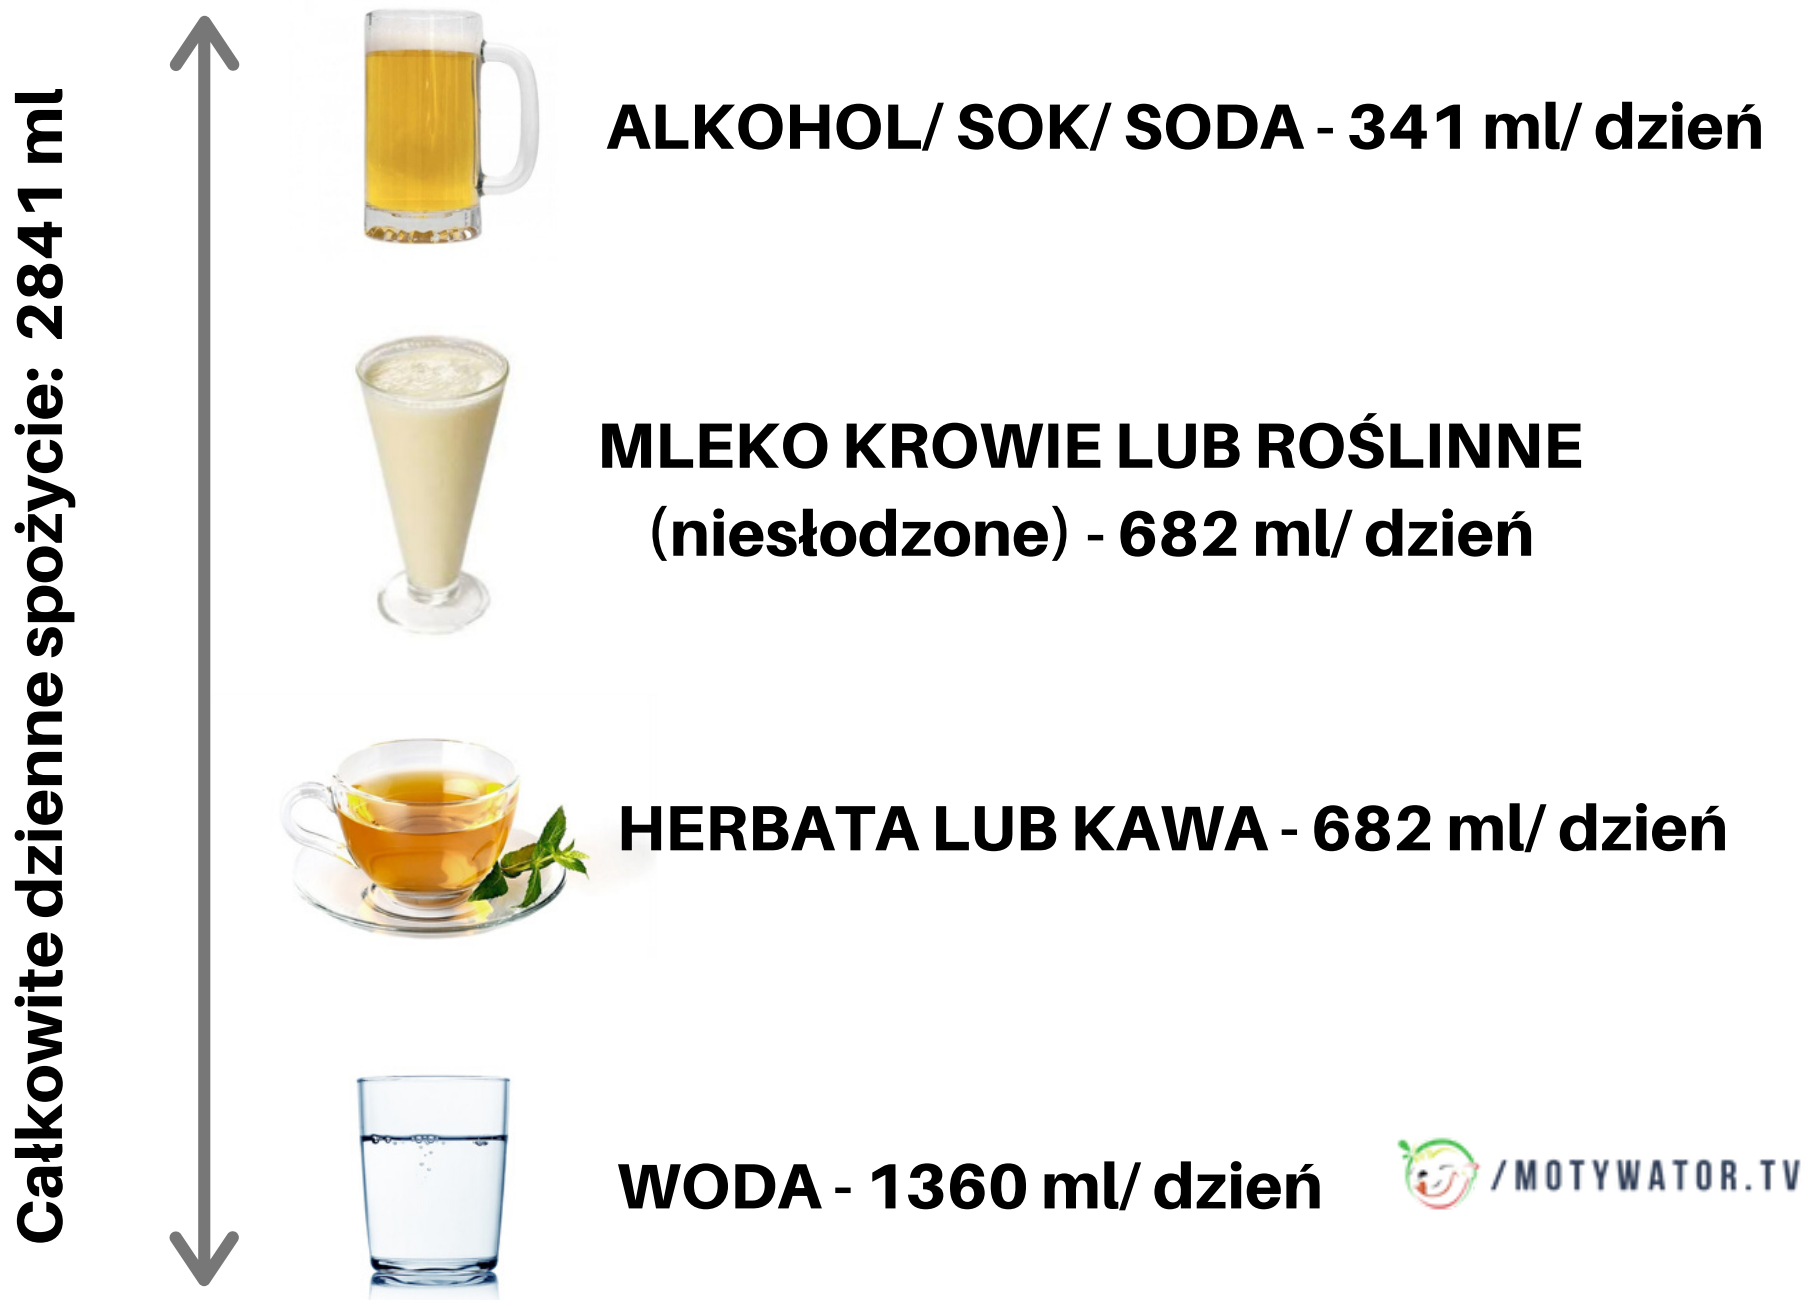 Całkowite dzienne spożycie: 2841 ml
ALKOHOL/ SOK/ SODA - 341 ml/ dzień
MLEKO KROWIE LUB ROŚLINNE
(niesłodzone) - 682 ml/ dzień
HERBATA LUB KAWA - 682 ml/ dzień
WODA - 1360 ml/ dzień
/MOTYWATOR.TV